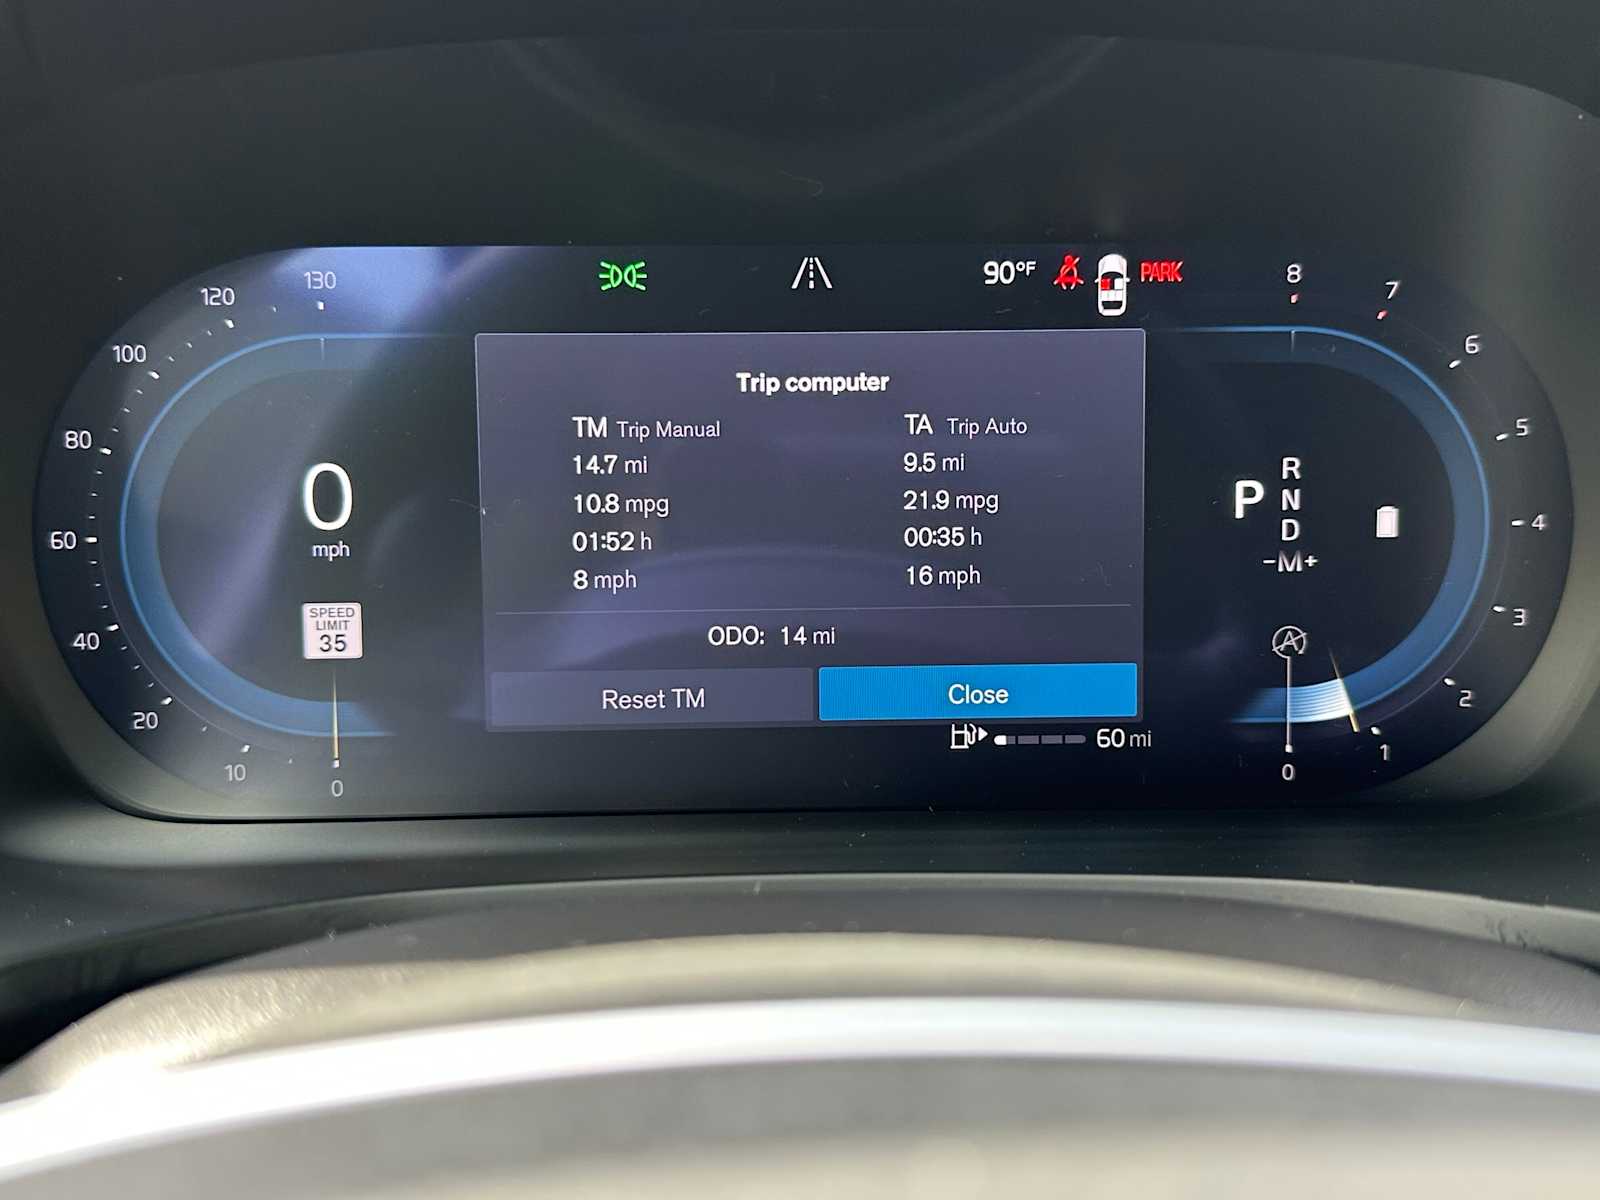 130
120
100
80
60
40
20
10
0
0
mph
SPEED
LIMIT
35
90°F
PARK
Trip computer
TM Trip Manual
14.7 mi
10.8 mpg
01:52 h
8 mph
TA Trip Auto
9.5 mi
21.9 mpg
00:35 h
16 mph
ODO: 14 mi
Reset TM
Close
60 mi
P
R
N
D
-M+
A
8
7
6
5
4
3
2
1
0